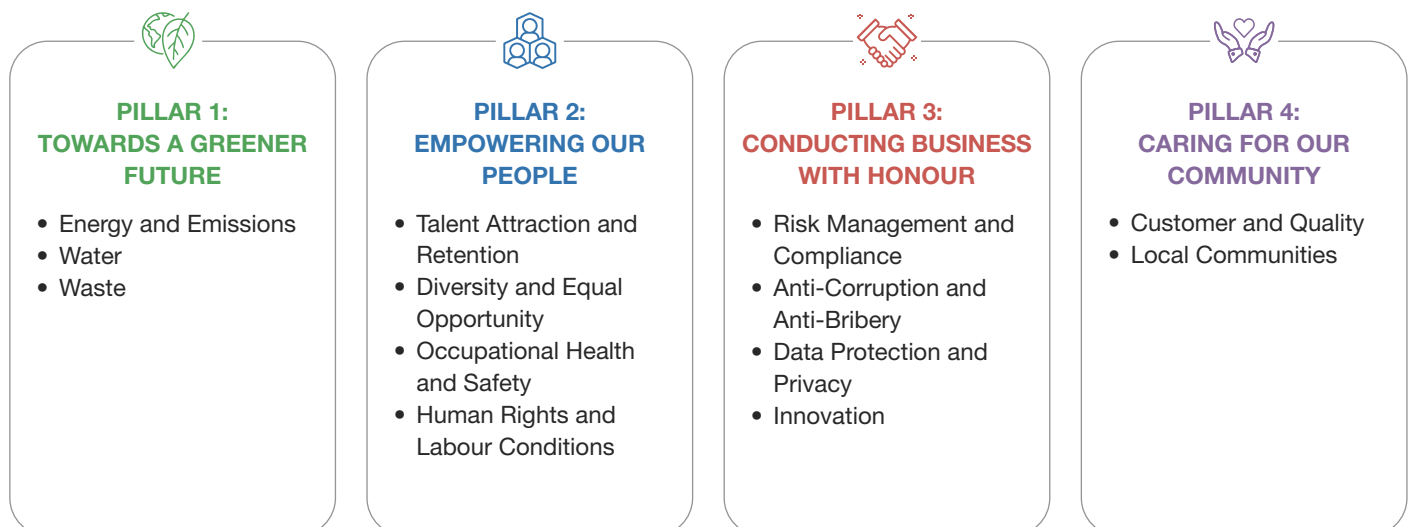 PILLAR 1:
TOWARDS A GREENER
FUTURE
• Energy and Emissions
• Water
• Waste
PILLAR 2:
EMPOWERING OUR
PEOPLE
• Talent Attraction and
Retention
• Diversity and Equal
Opportunity
• Occupational Health
and Safety
• Human Rights and
Labour Conditions
PILLAR 3:
CONDUCTING BUSINESS
WITH HONOUR
• Risk Management and
Compliance
• Anti-Corruption and
Anti-Bribery
• Data Protection and
Privacy
• Innovation
PILLAR 4:
CARING FOR OUR
COMMUNITY
• Customer and Quality
• Local Communities